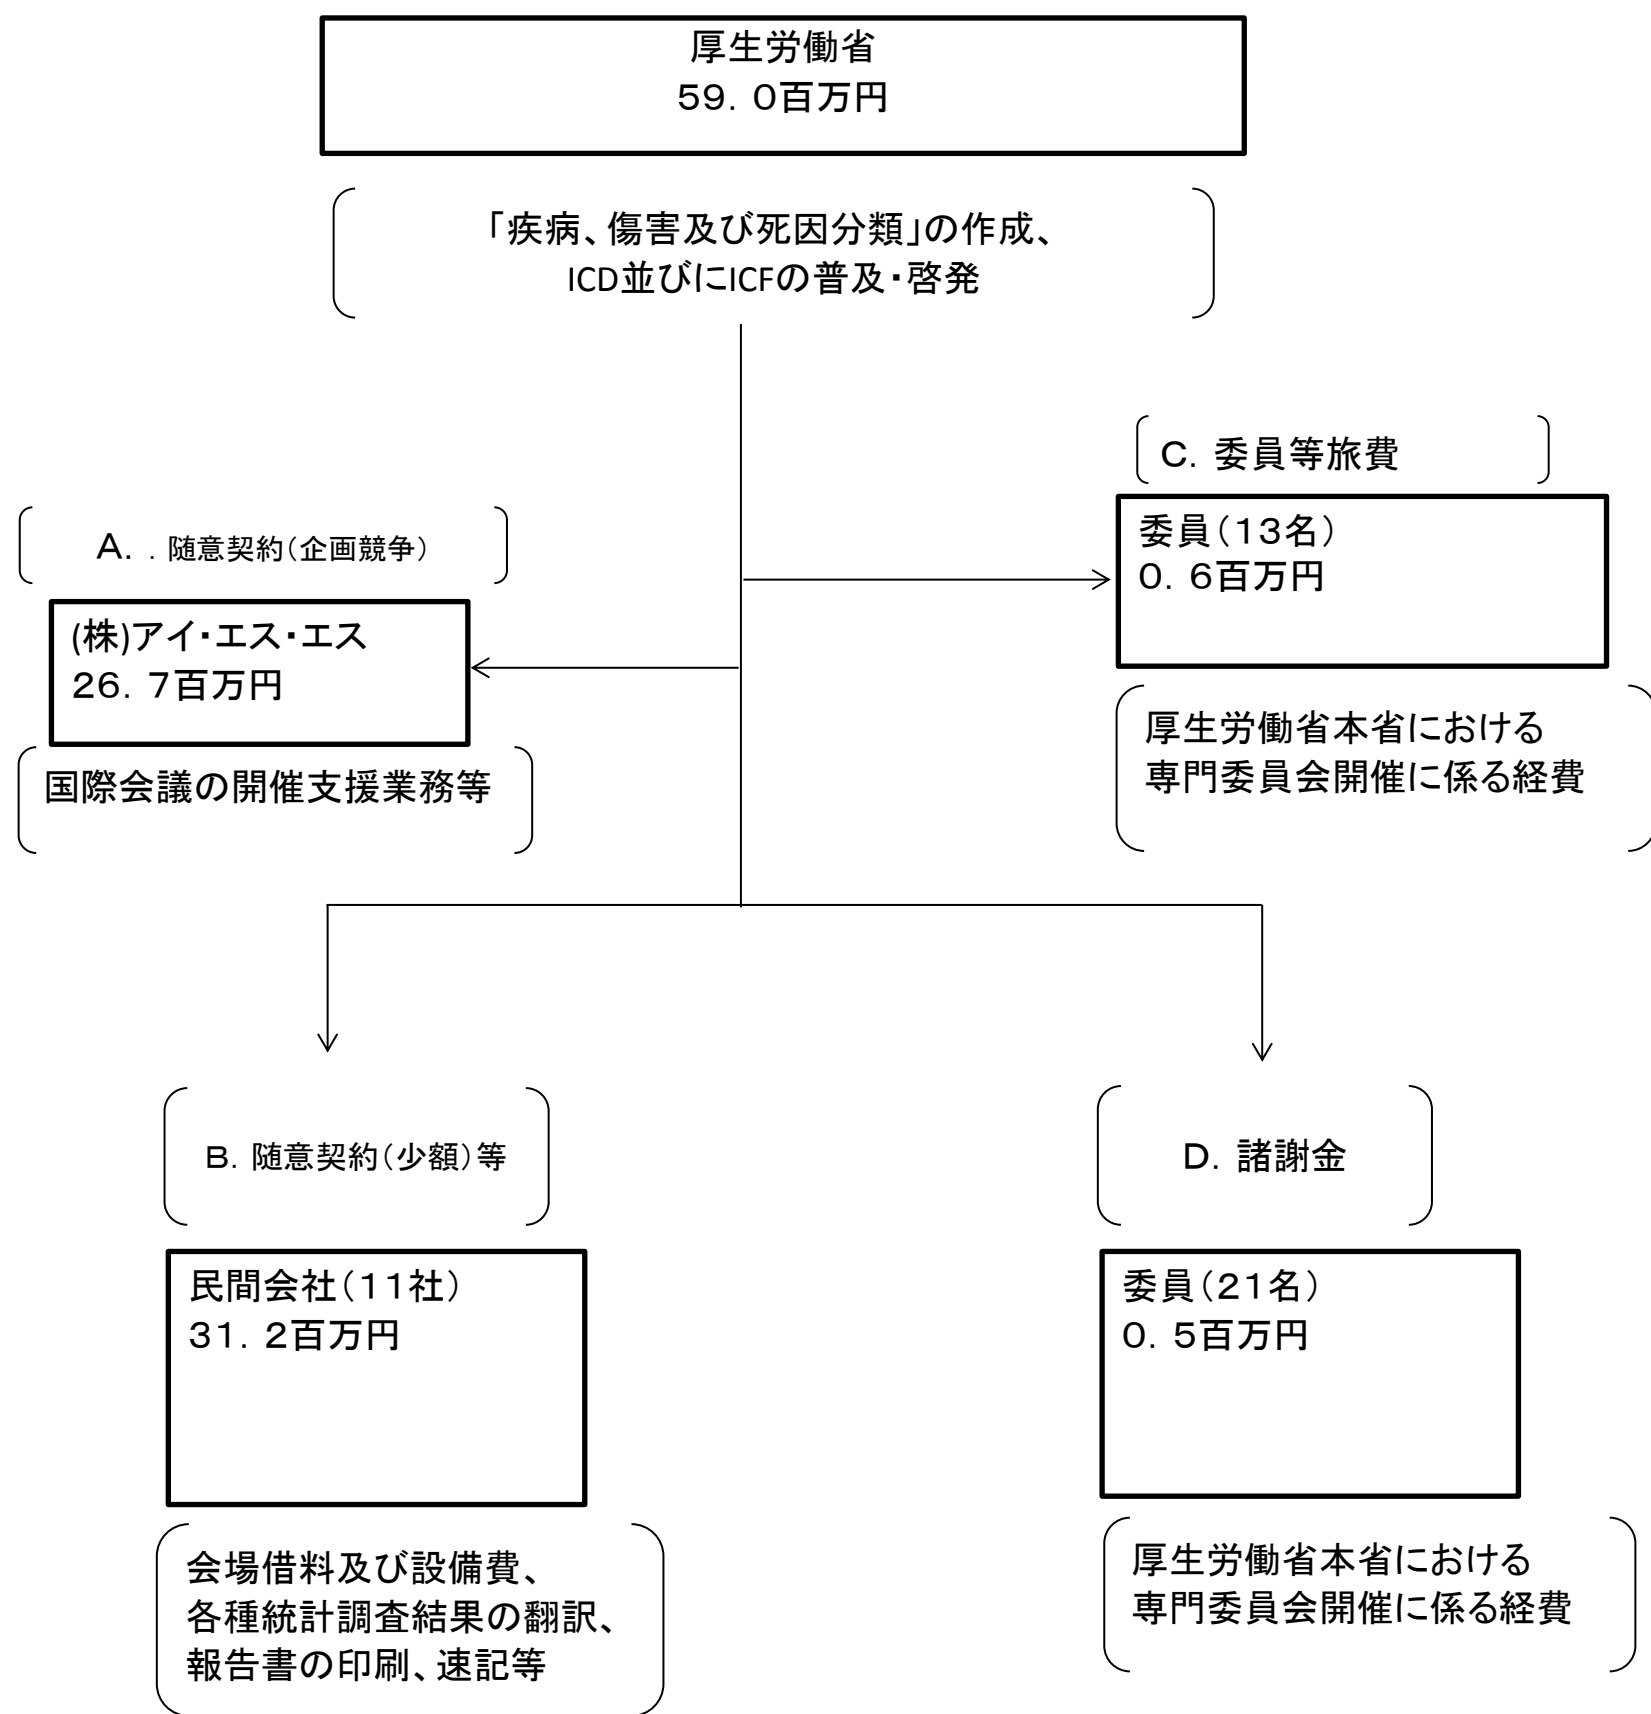 厚生労働省
59．0百万円
「疾病、傷害及び死因分類」の作成、
ICD並びにICFの普及・啓発
C．委員等旅費
委員（13名）
0．6百万円
厚生労働省本省における
専門委員会開催に係る経費
A．．随意契約（企画競争）
(株)アイ・エス・エス
26．7百万円
国際会議の開催支援業務等
B．随意契約（少額）等
民間会社（11社）
31．2百万円
会場借料及び設備費、
各種統計調査結果の翻訳、
報告書の印刷、速記等
D．諸謝金
委員（21名）
0．5百万円
厚生労働省本省における
専門委員会開催に係る経費